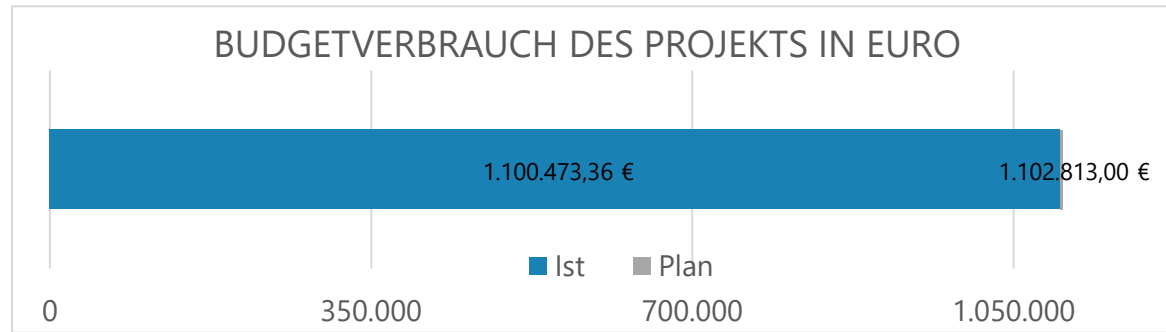 BUDGETVERBRAUCH DES PROJEKTS IN EURO
1.100.473,36 € 1.102.813,00 €
Ist Plan
0 350.000 700.000 1.050.000